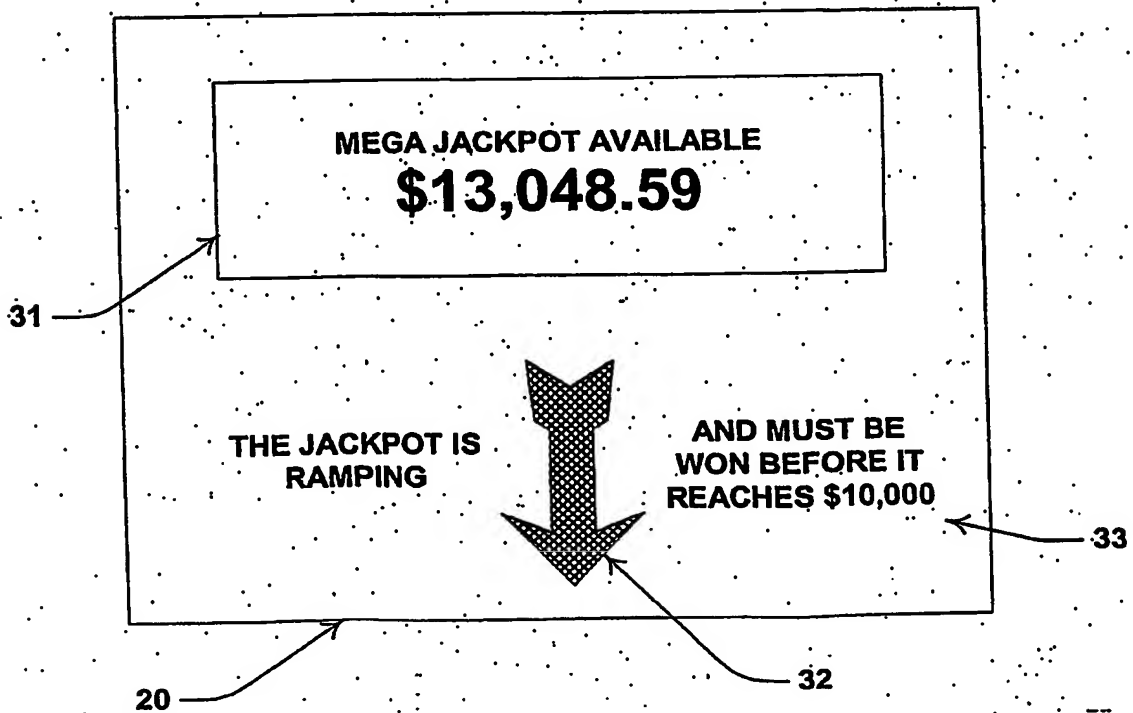 MEGA JACKPOT AVAILABLE
$13,048.59
31
THE JACKPOT IS
RAMPING
AND MUST BE
WON BEFORE IT
REACHES $10,000
33
32
20